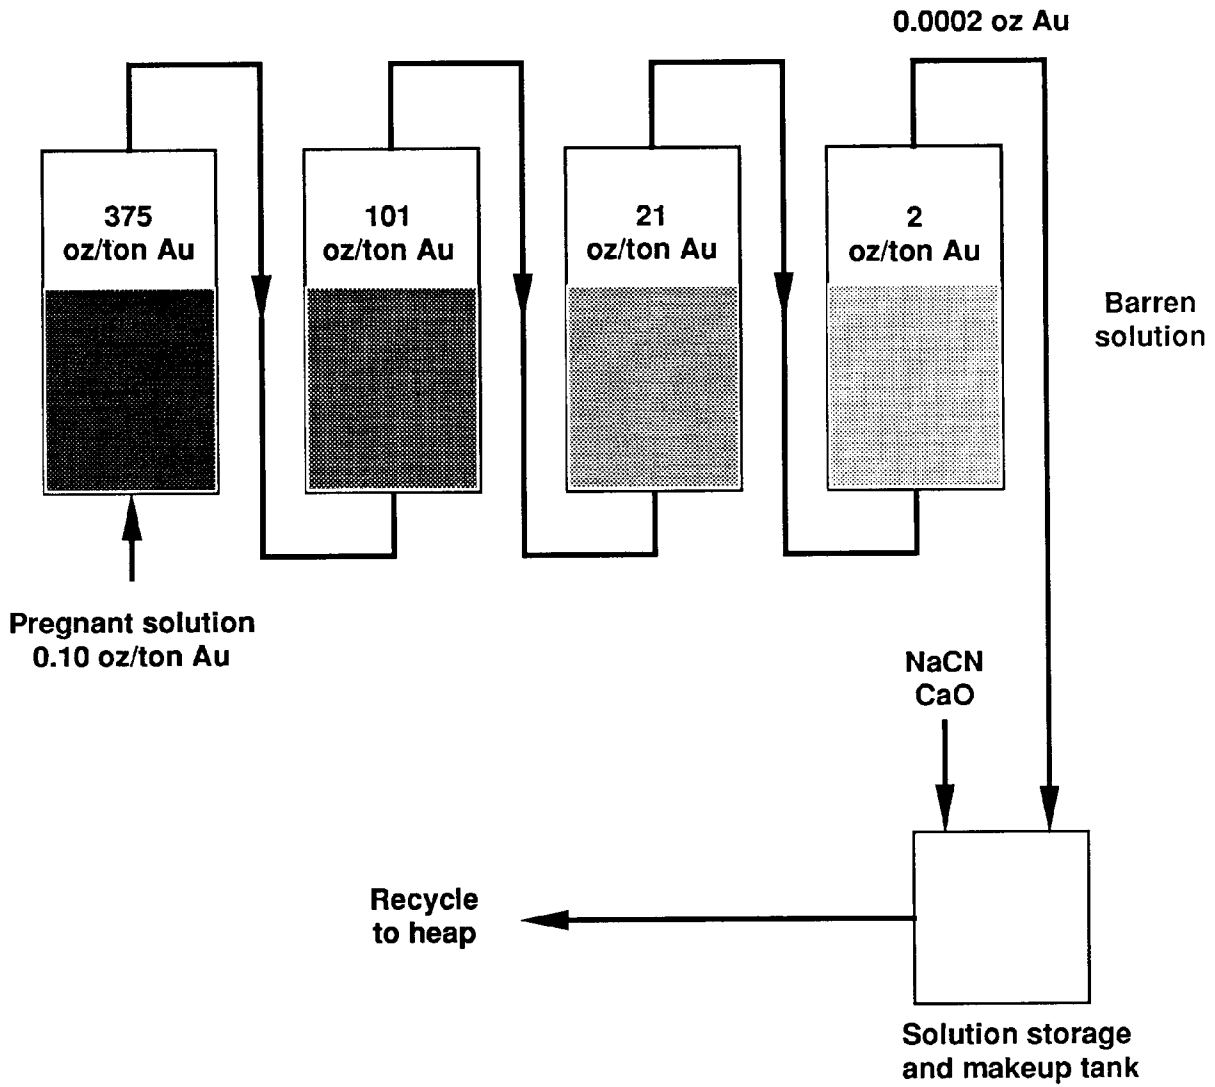 0.0002 oz Au
375
oz/ton Au
101
oz/ton Au
21
oz/ton Au
2
oz/ton Au
Barren
solution
Pregnant solution
0.10 oz/ton Au
NaCN
CaO
Recycle
to heap
Solution storage
and makeup tank